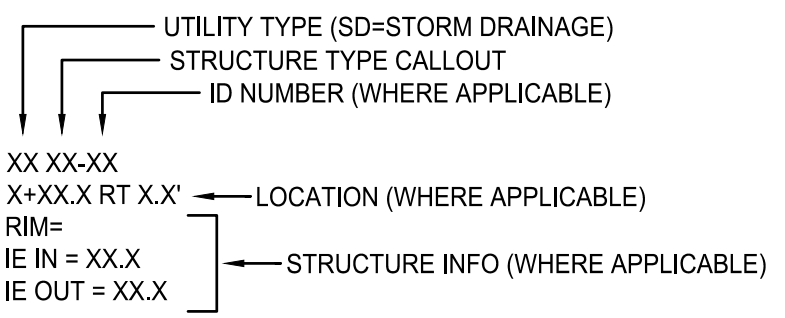 UTILITY TYPE (SD=STORM DRAINAGE)
STRUCTURE TYPE CALLOUT
ID NUMBER (WHERE APPLICABLE)
XX XX-XX
X+XX.X RT X.X' LOCATION (WHERE APPLICABLE)
RIM=
IE IN = XX.X
STRUCTURE INFO (WHERE APPLICABLE)
IE OUT = XX.X